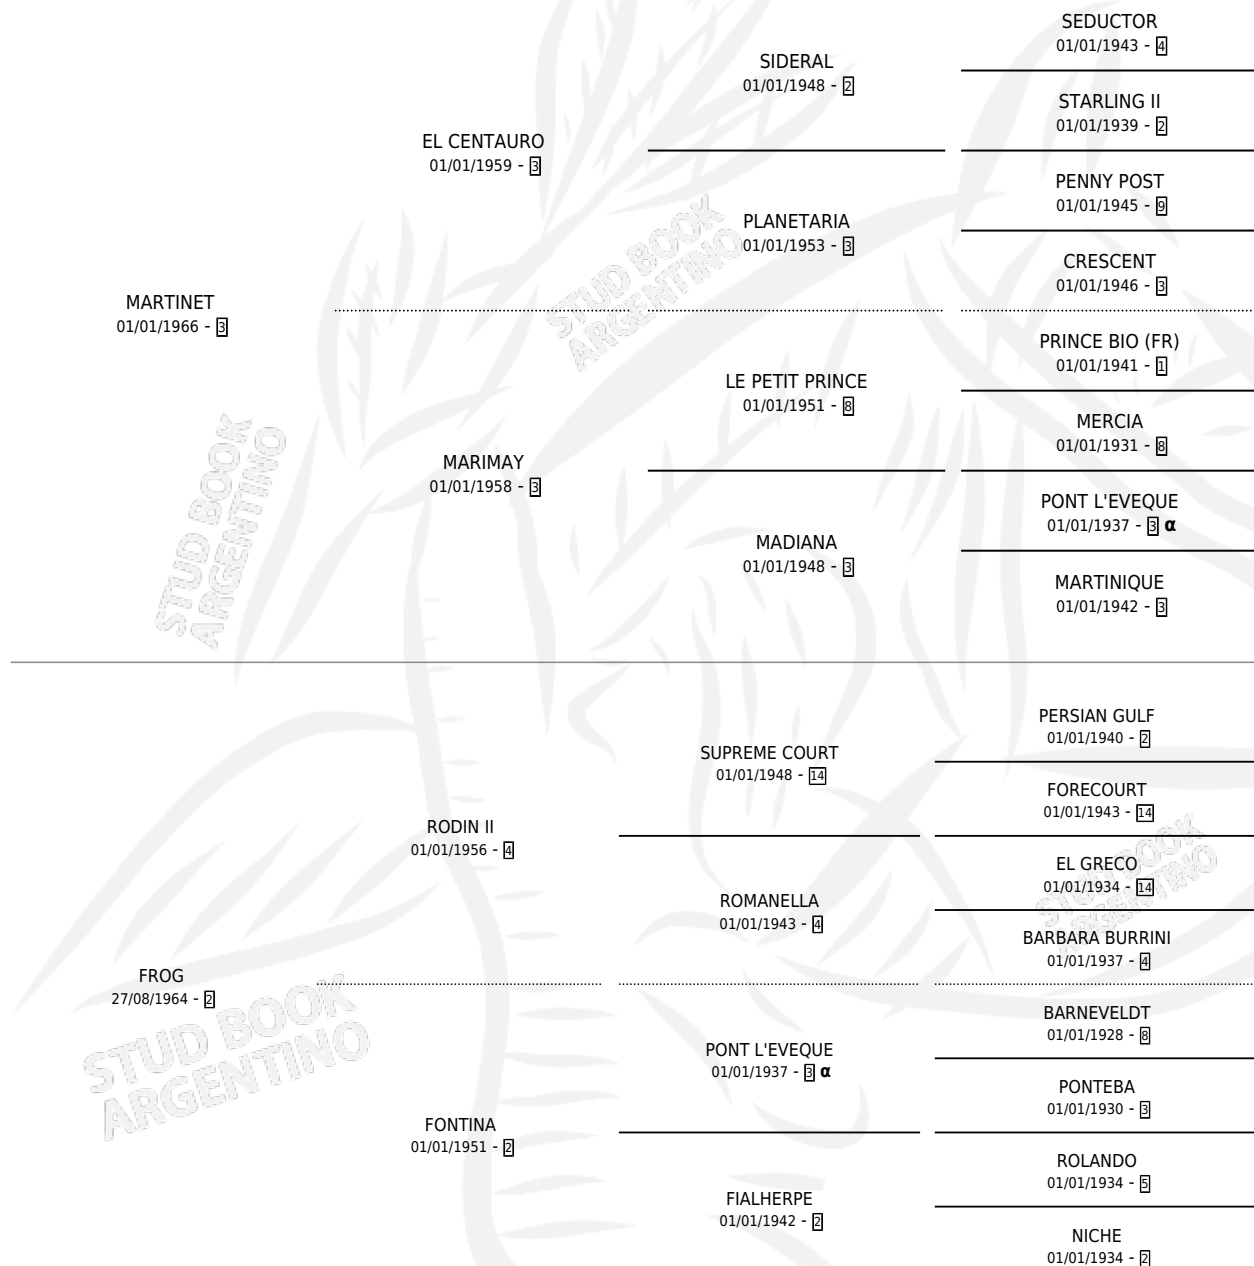 SEDUCTOR
01/01/1943 - 4
SIDERAL
01/01/1948 - 2
STARLING II
01/01/1939 - 2
EL CENTAURO
01/01/1959 - 3
PENNY POST
01/01/1945 - 9
PLANETARIA
01/01/1953 - 3
CRESCENT
01/01/1946 - 3
MARTINET
01/01/1966 - 3
PRINCE BIO (FR)
01/01/1941 - 1
LE PETIT PRINCE
01/01/1951 - 8
MERCIA
01/01/1931 - 8
MARIMAY
01/01/1958 - 3
PONT L'EVEQUE
01/01/1937 - 3 α
MADIANA
01/01/1948 - 3
MARTINIQUE
01/01/1942 - 3
PERSIAN GULF
01/01/1940 - 2
SUPREME COURT
01/01/1948 - 14
FORECOURT
01/01/1943 - 14
RODIN II
01/01/1956 - 4
EL GRECO
01/01/1934 - 14
ROMANELLA
01/01/1943 - 4
BARBARA BURRINI
01/01/1937 - 4
FROG
27/08/1964 - 2
BARNEVELDT
01/01/1928 - 8
PONT L'EVEQUE
01/01/1937 - 3 α
PONTEBA
01/01/1930 - 3
FONTINA
01/01/1951 - 2
ROLANDO
01/01/1934 - 5
FIALHERPE
01/01/1942 - 2
NICHE
01/01/1934 - 2
STUD BOOK
ARGENTINO
STUD BOOK
ARGENTINO
STUD BOOK
ARGENTINO
STUD BOOK
ARGENTINO